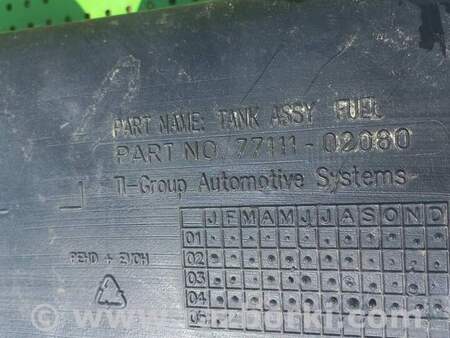 PART NAME: TANK ASSY FUEL
PART NO. 77111-02080
TI-Group Automotive Systems
J F M A M J J A S O N D
01
02
PEHD + EVOH
03
04
05